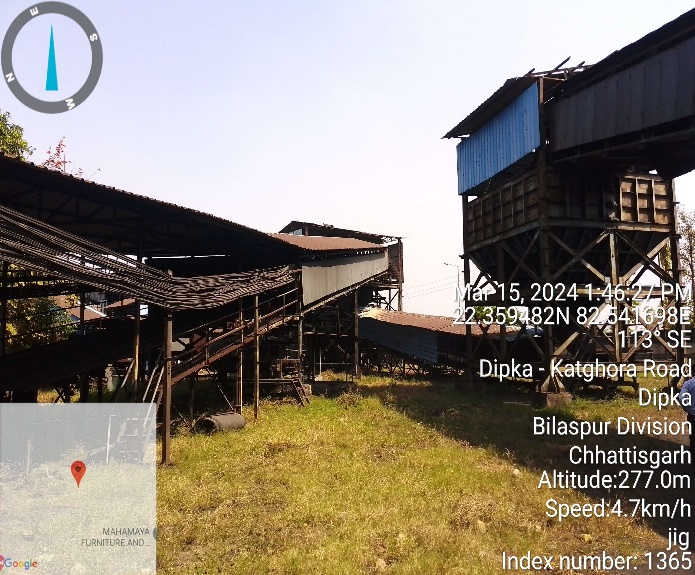 E
S
N
W
Mar 15, 2024 1:46:27 PM
22.359482N 82.541698E
113° SE
Dipka - Katghora Road
Dipka
Bilaspur Division
Chhattisgarh
Altitude:277.0m
Speed:4.7km/h
jig
Index number: 1365
MAHAMAYA
FURNITURE AND...
Google